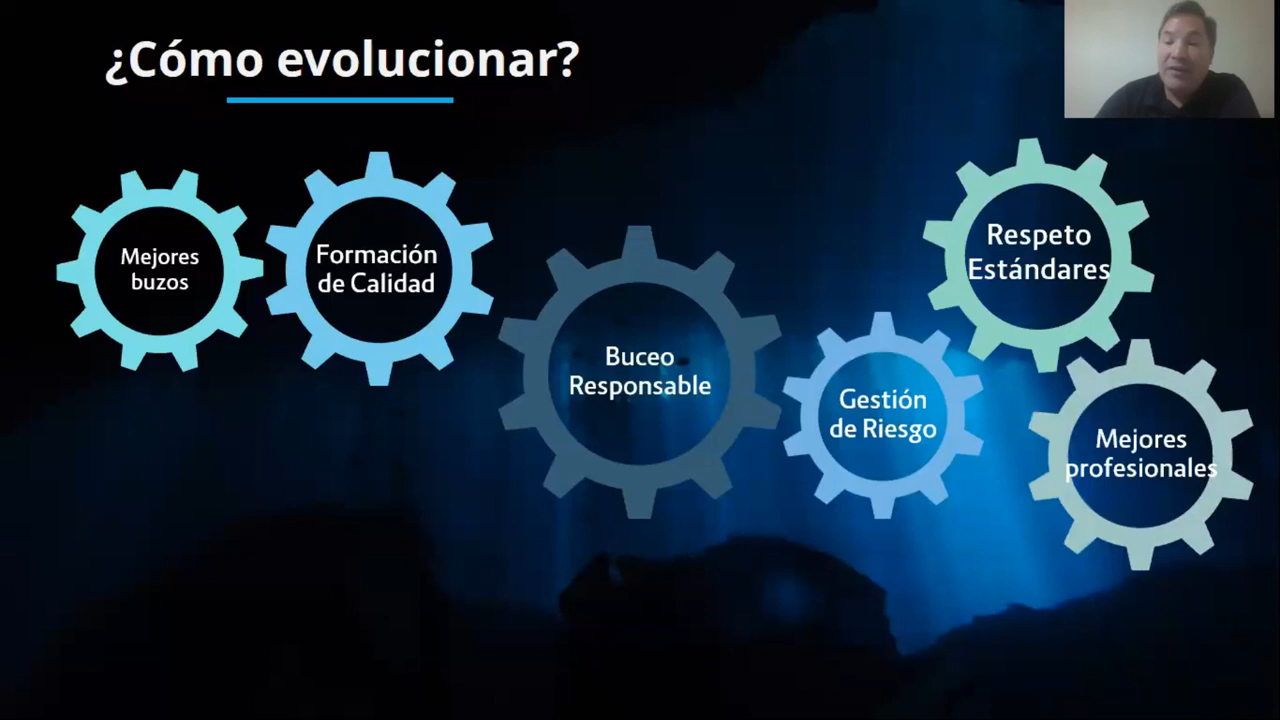 ¿Cómo evolucionar?
Mejores
buzos
Formación
de Calidad
Buceo
Responsable
Gestión
de Riesgo
Respeto
Estándares
Mejores
profesionales